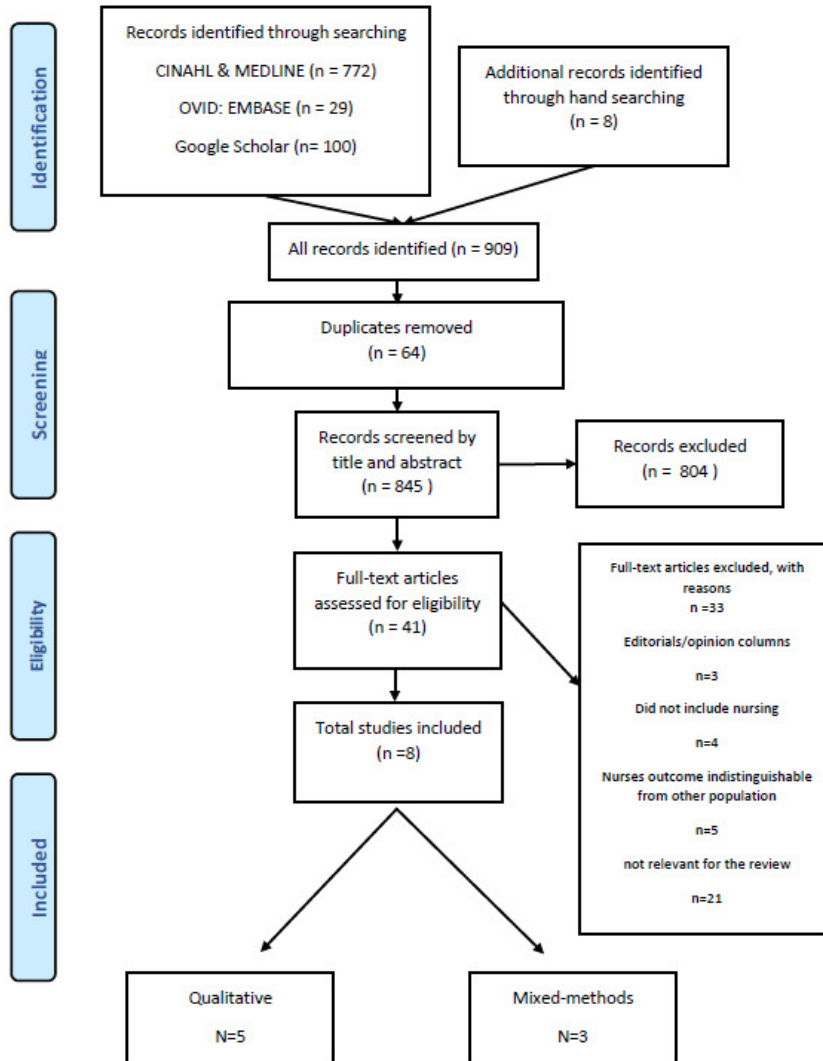 Identification
Records identified through searching
CINAHL & MEDLINE (n = 772)
OVID: EMBASE (n = 29)
Google Scholar (n= 100)
Additional records identified
through hand searching
(n = 8)
All records identified (n = 909)
Screening
Duplicates removed
(n = 64)
Records screened by
title and abstract
(n = 845 )
Records excluded
(n = 804 )
Eligibility
Full-text articles
assessed for eligibility
(n = 41)
Full-text articles excluded, with
reasons
n =33
Editorials/opinion columns
n=3
Did not include nursing
n=4
Nurses outcome indistinguishable
from other population
n=5
not relevant for the review
n=21
Total studies included
(n =8)
Included
Qualitative
N=5
Mixed-methods
N=3